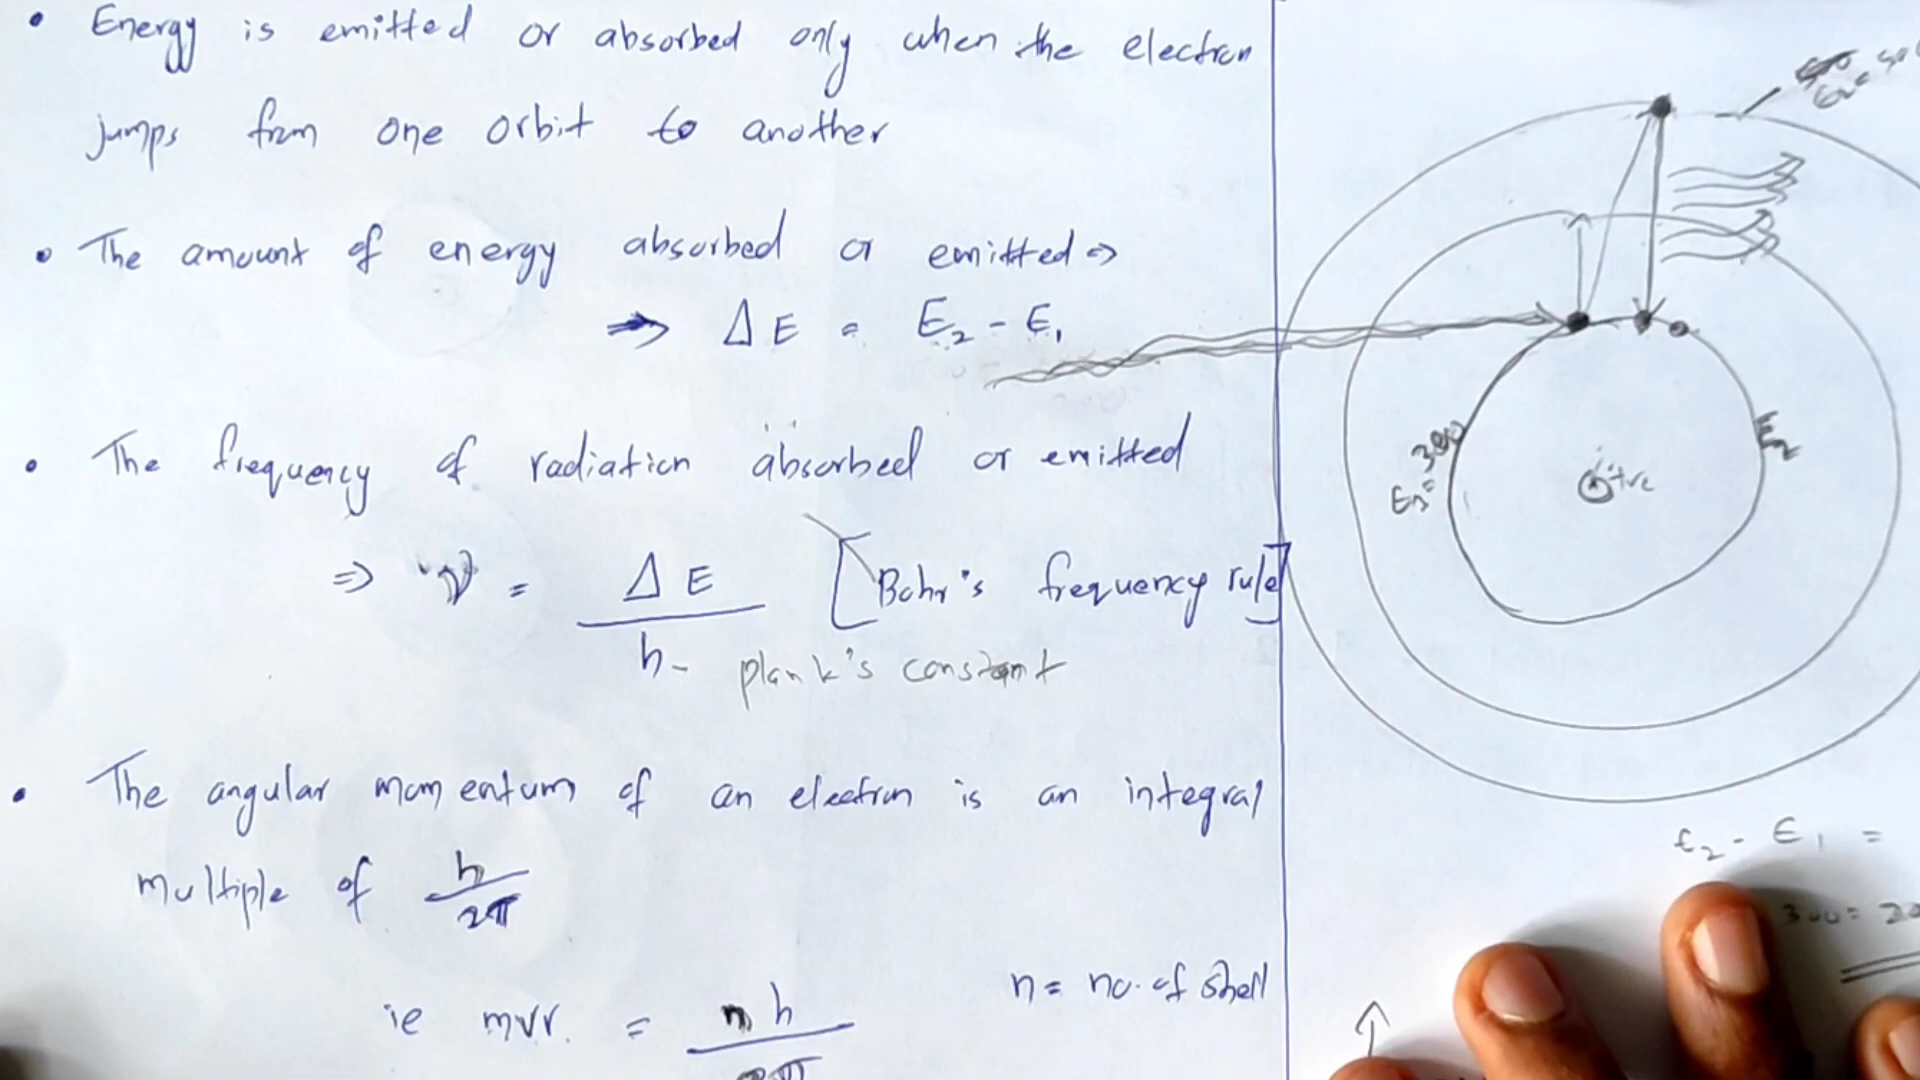 • Energy is emitted or absorbed only when the electron
jumps from one orbit to another
• The amount of energy absorbed or emitted ⇒
⇒ ΔE = E₂ - E₁
• The frequency of radiation absorbed or emitted
⇒ ν = ΔE / h [Bohr's frequency rule]
h - plank's constant
• The angular momentum of an electron is an integral
multiple of h / 2π
ie mvr. = nh / 2π
n = no. of shell
300
+ve
E₂ - E₁ =